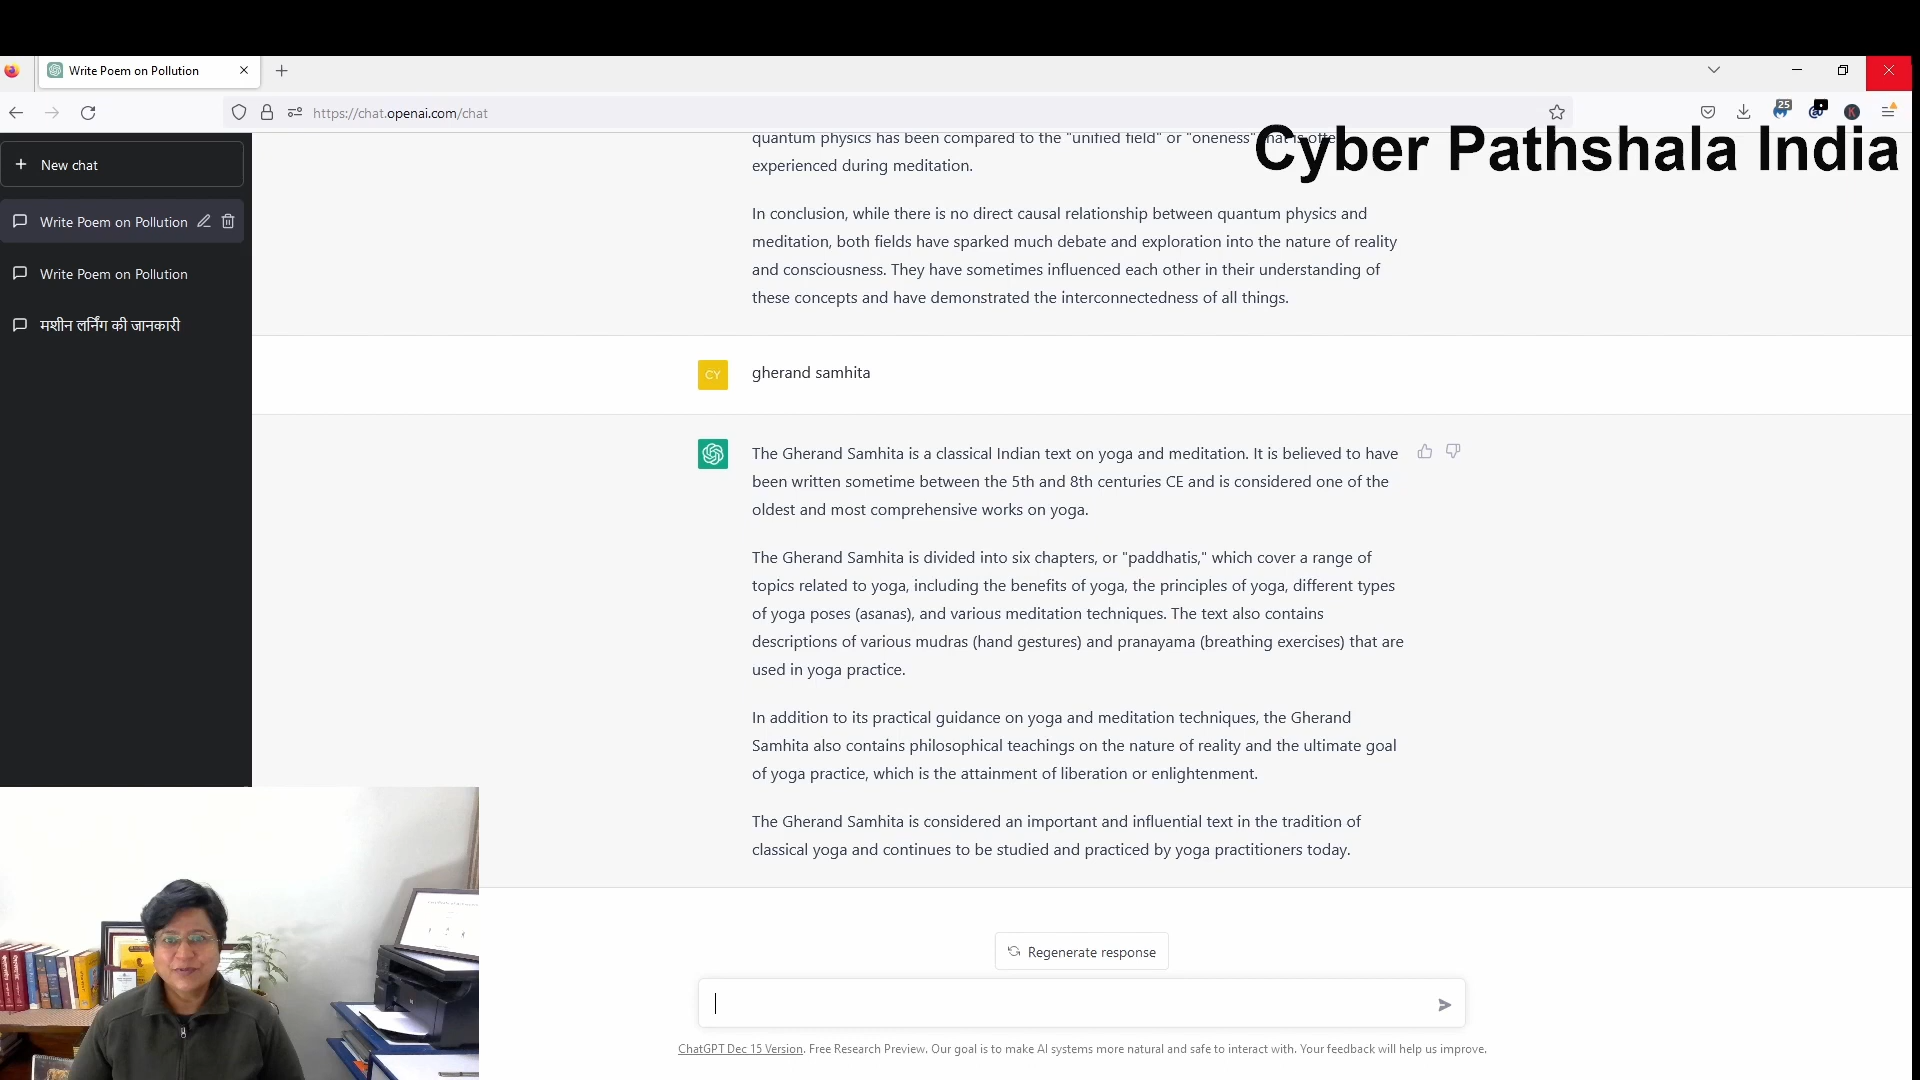 Write Poem on Pollution
https://chat.openai.com/chat
25
Cyber Pathshala India
New chat
Write Poem on Pollution
Write Poem on Pollution
मशीन लर्निंग की जानकारी
quantum physics has been compared to the "unified field" or "oneness" that is often
experienced during meditation.
In conclusion, while there is no direct causal relationship between quantum physics and
meditation, both fields have sparked much debate and exploration into the nature of reality
and consciousness. They have sometimes influenced each other in their understanding of
these concepts and have demonstrated the interconnectedness of all things.
CY
gherand samhita
The Gherand Samhita is a classical Indian text on yoga and meditation. It is believed to have
been written sometime between the 5th and 8th centuries CE and is considered one of the
oldest and most comprehensive works on yoga.
The Gherand Samhita is divided into six chapters, or "paddhatis," which cover a range of
topics related to yoga, including the benefits of yoga, the principles of yoga, different types
of yoga poses (asanas), and various meditation techniques. The text also contains
descriptions of various mudras (hand gestures) and pranayama (breathing exercises) that are
used in yoga practice.
In addition to its practical guidance on yoga and meditation techniques, the Gherand
Samhita also contains philosophical teachings on the nature of reality and the ultimate goal
of yoga practice, which is the attainment of liberation or enlightenment.
The Gherand Samhita is considered an important and influential text in the tradition of
classical yoga and continues to be studied and practiced by yoga practitioners today.
Regenerate response
ChatGPT Dec 15 Version. Free Research Preview. Our goal is to make AI systems more natural and safe to interact with. Your feedback will help us improve.